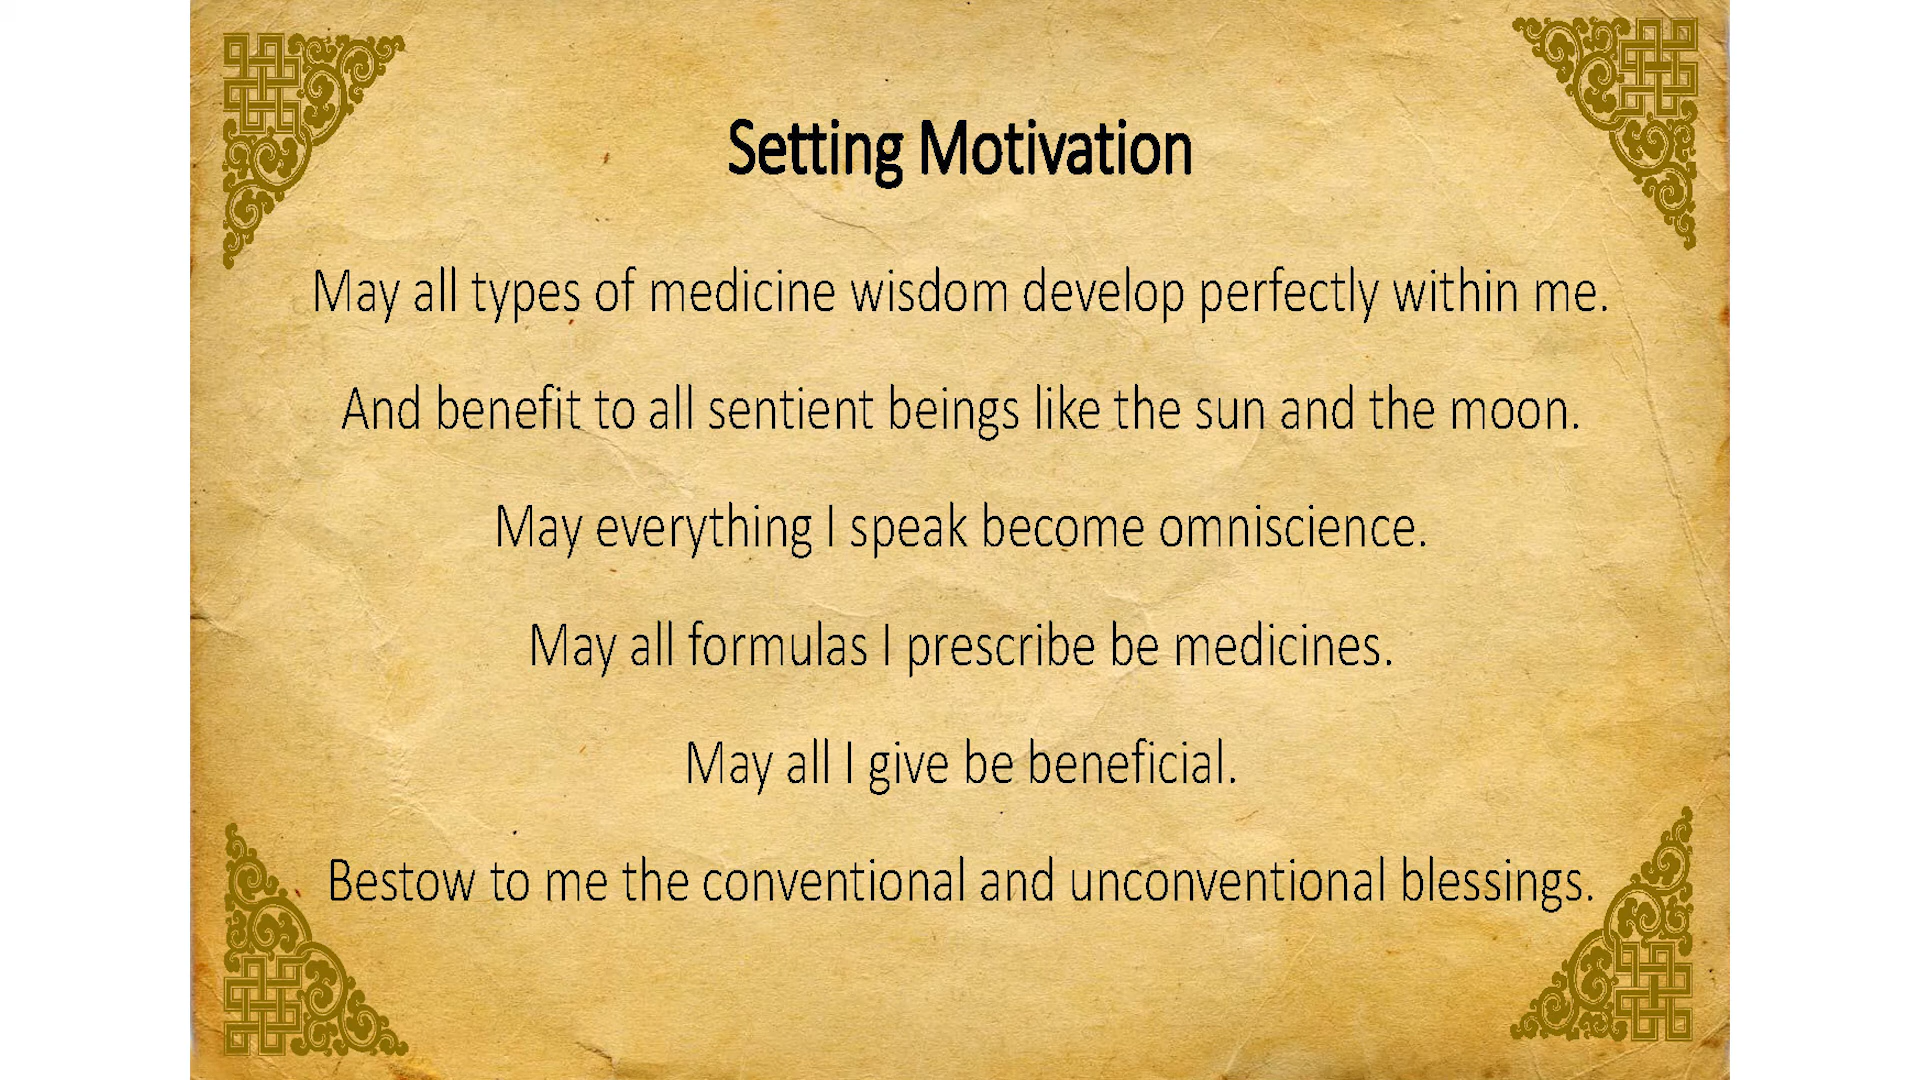 Setting Motivation
May all types of medicine wisdom develop perfectly within me.
And benefit to all sentient beings like the sun and the moon.
May everything I speak become omniscience.
May all formulas I prescribe be medicines.
May all I give be beneficial.
Bestow to me the conventional and unconventional blessings.